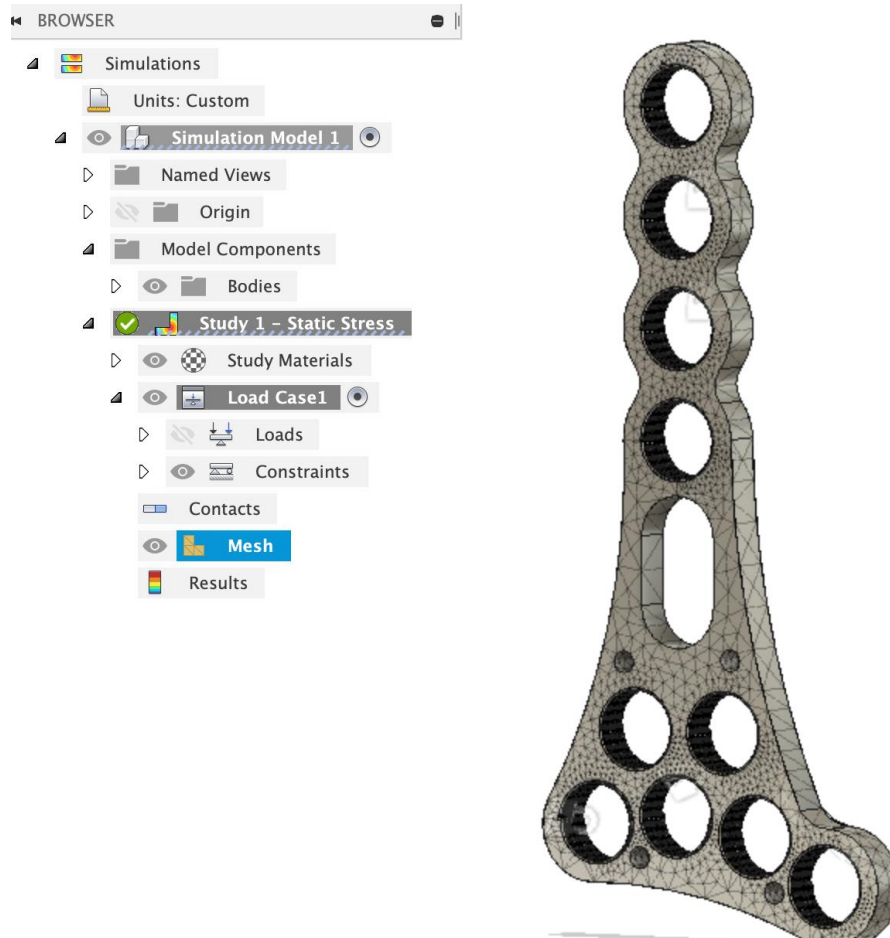 BROWSER
Simulations
Units: Custom
Simulation Model 1
Named Views
Origin
Model Components
Bodies
Study 1 - Static Stress
Study Materials
Load Case1
Loads
Constraints
Contacts
Mesh
Results